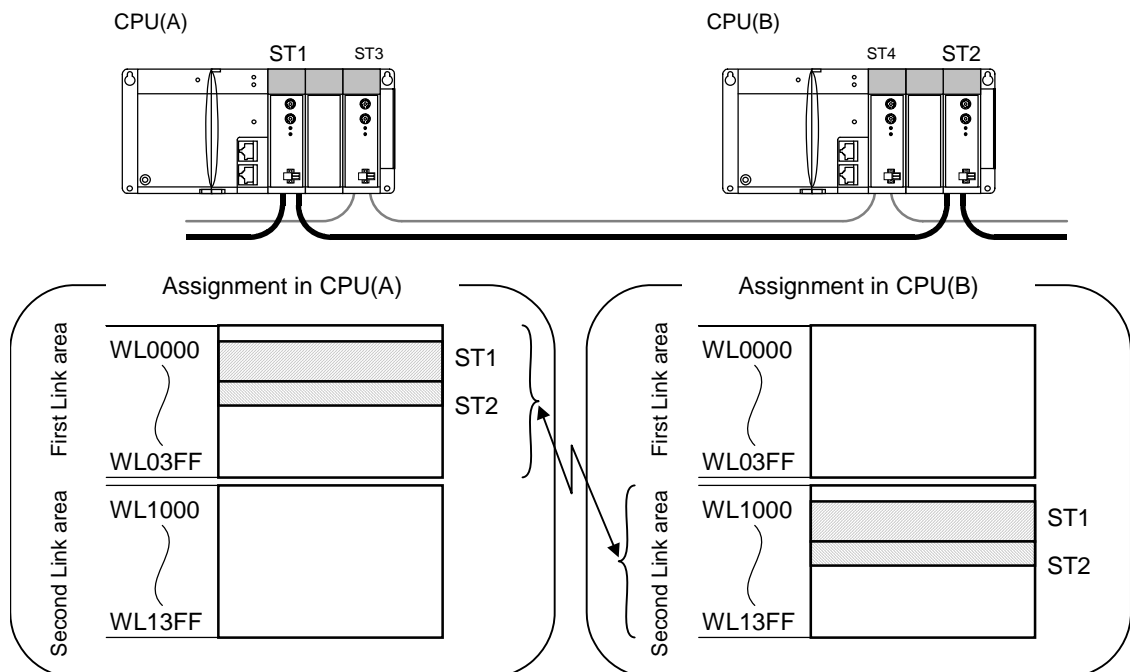 CPU(A)
CPU(B)
ST1
ST3
ST4
ST2
Assignment in CPU(A)
First Link area
WL0000
WL03FF
ST1
ST2
Second Link area
WL1000
WL13FF
Assignment in CPU(B)
First Link area
WL0000
WL03FF
Second Link area
WL1000
WL13FF
ST1
ST2